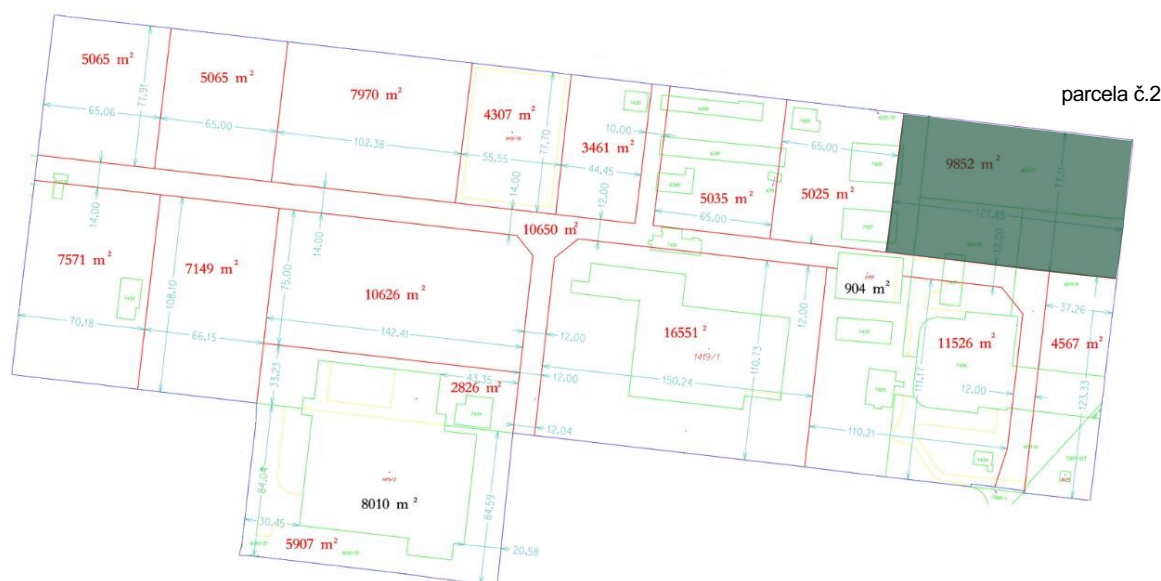 parcela č.2
5065 m²
5065 m²
7970 m²
4307 m²
3461 m²
5035 m²
5025 m²
9852 m²
77.91
65.06
65.00
102.38
55.55
77.70
10.00
44.45
65.00
65.00
127.85
12.00
14.00
14.00
12.00
14.00
14.00
10650 m²
7571 m²
7149 m²
10626 m²
16551 ²
1419/1
904 m²
11526 m²
4567 m²
108.10
75.00
70.18
66.15
142.41
12.00
12.00
150.24
110.73
12.00
111.17
12.00
37.26
123.33
33.23
43.35
2826 m²
12.04
110.21
84.04
8010 m²
84.59
30.45
20.58
5907 m²